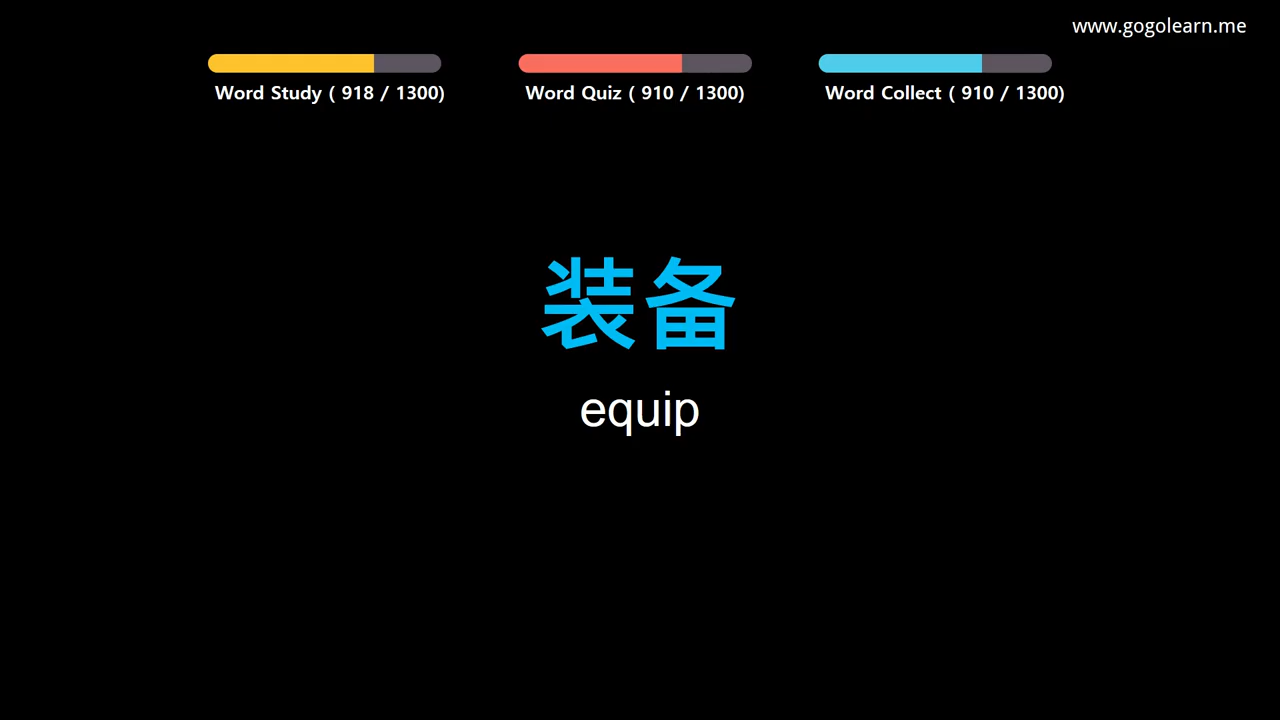 www.gogolearn.me
Word Study ( 918 / 1300)
Word Quiz ( 910 / 1300)
Word Collect ( 910 / 1300)
装备
equip